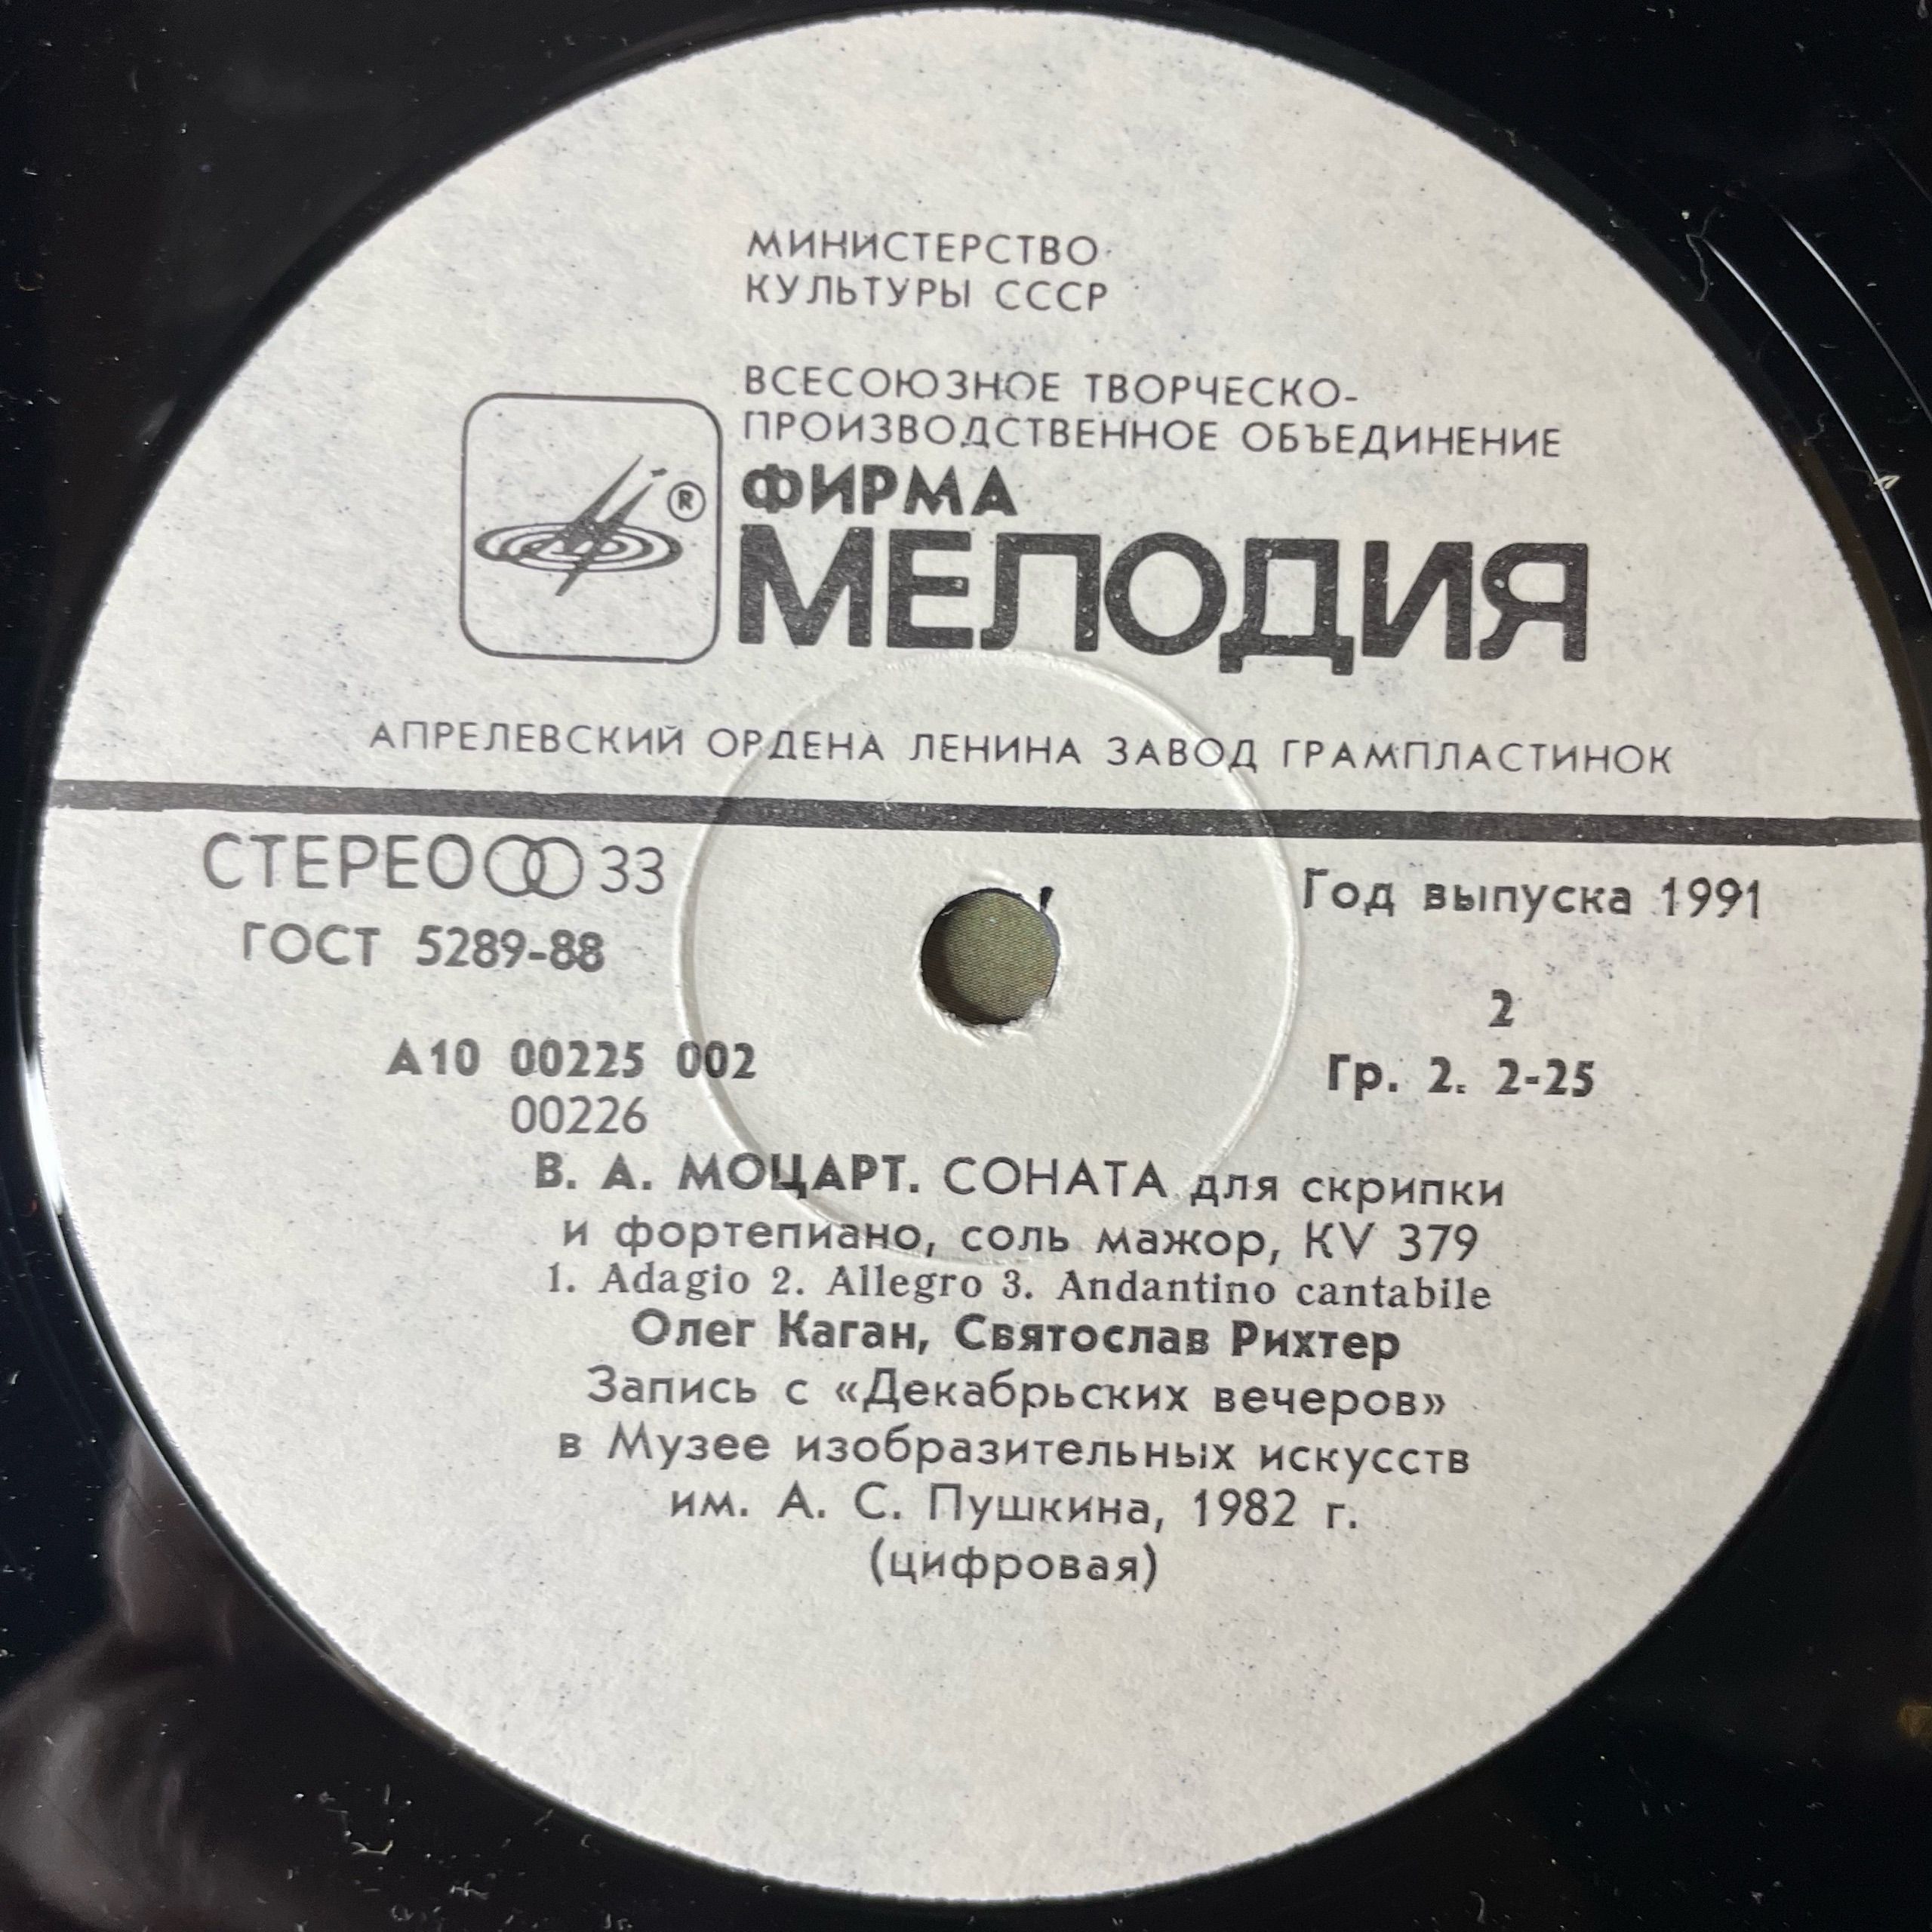 МИНИСТЕРСТВО
КУЛЬТУРЫ СССР
ВСЕСОЮЗНОЕ ТВОРЧЕСКО-
ПРОИЗВОДСТВЕННОЕ ОБЪЕДИНЕНИЕ
ФИРМА
®
МЕЛОДИЯ
АПРЕЛЕВСКИЙ ОРДЕНА ЛЕНИНА ЗАВОД ГРАМПЛАСТИНОК
СТЕРЕО 33
Год выпуска 1991
ГОСТ 5289-88
2
А10 00225 002
Гр. 2. 2-25
00226
В. А. МОЦАРТ. СОНАТА для скрипки
и фортепиано, соль мажор, KV 379
1. Adagio 2. Allegro 3. Andantino cantabile
Олег Каган, Святослав Рихтер
Запись с «Декабрьских вечеров»
в Музее изобразительных искусств
им. А. С. Пушкина, 1982 г.
(цифровая)